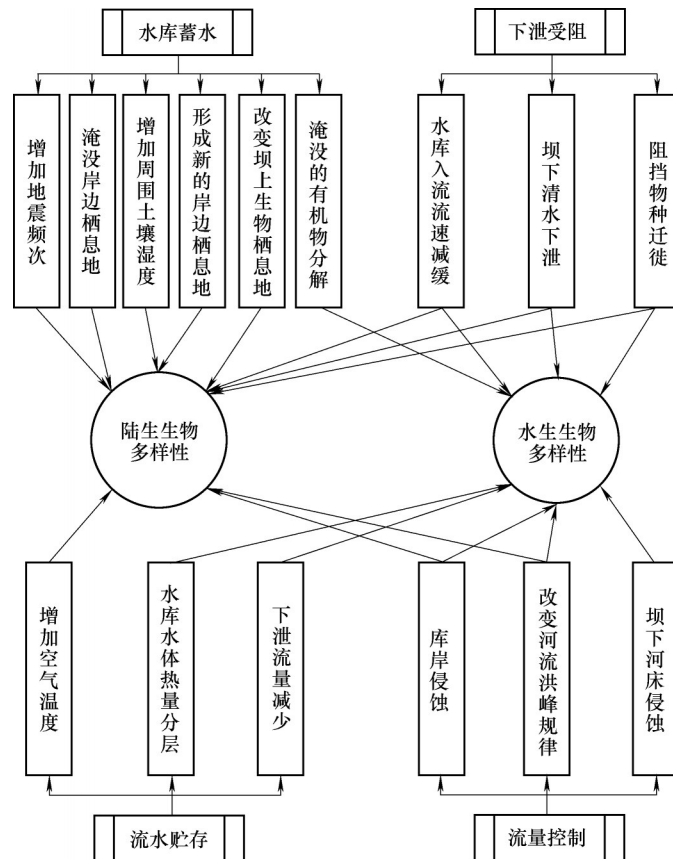 水库蓄水
下泄受阻
增加地震频次
淹没岸边栖息地
增加周围土壤湿度
形成新的岸边栖息地
改变坝上生物栖息地
淹没的有机物分解
水库入流流速减缓
坝下清水下泄
阻挡物种迁徙
陆生生物
多样性
水生生物
多样性
增加空气温度
水库水体热量分层
下泄流量减少
库岸侵蚀
改变河流洪峰规律
坝下河床侵蚀
流水贮存
流量控制